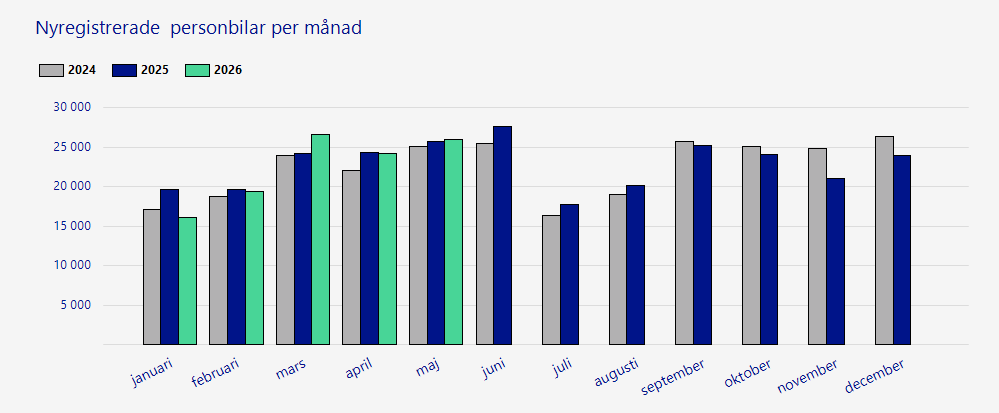 Nyregistrerade  personbilar per månad
2024 2025 2026
30 000
25 000
20 000
15 000
10 000
5 000
januari februari mars april maj juni juli augusti september oktober november december